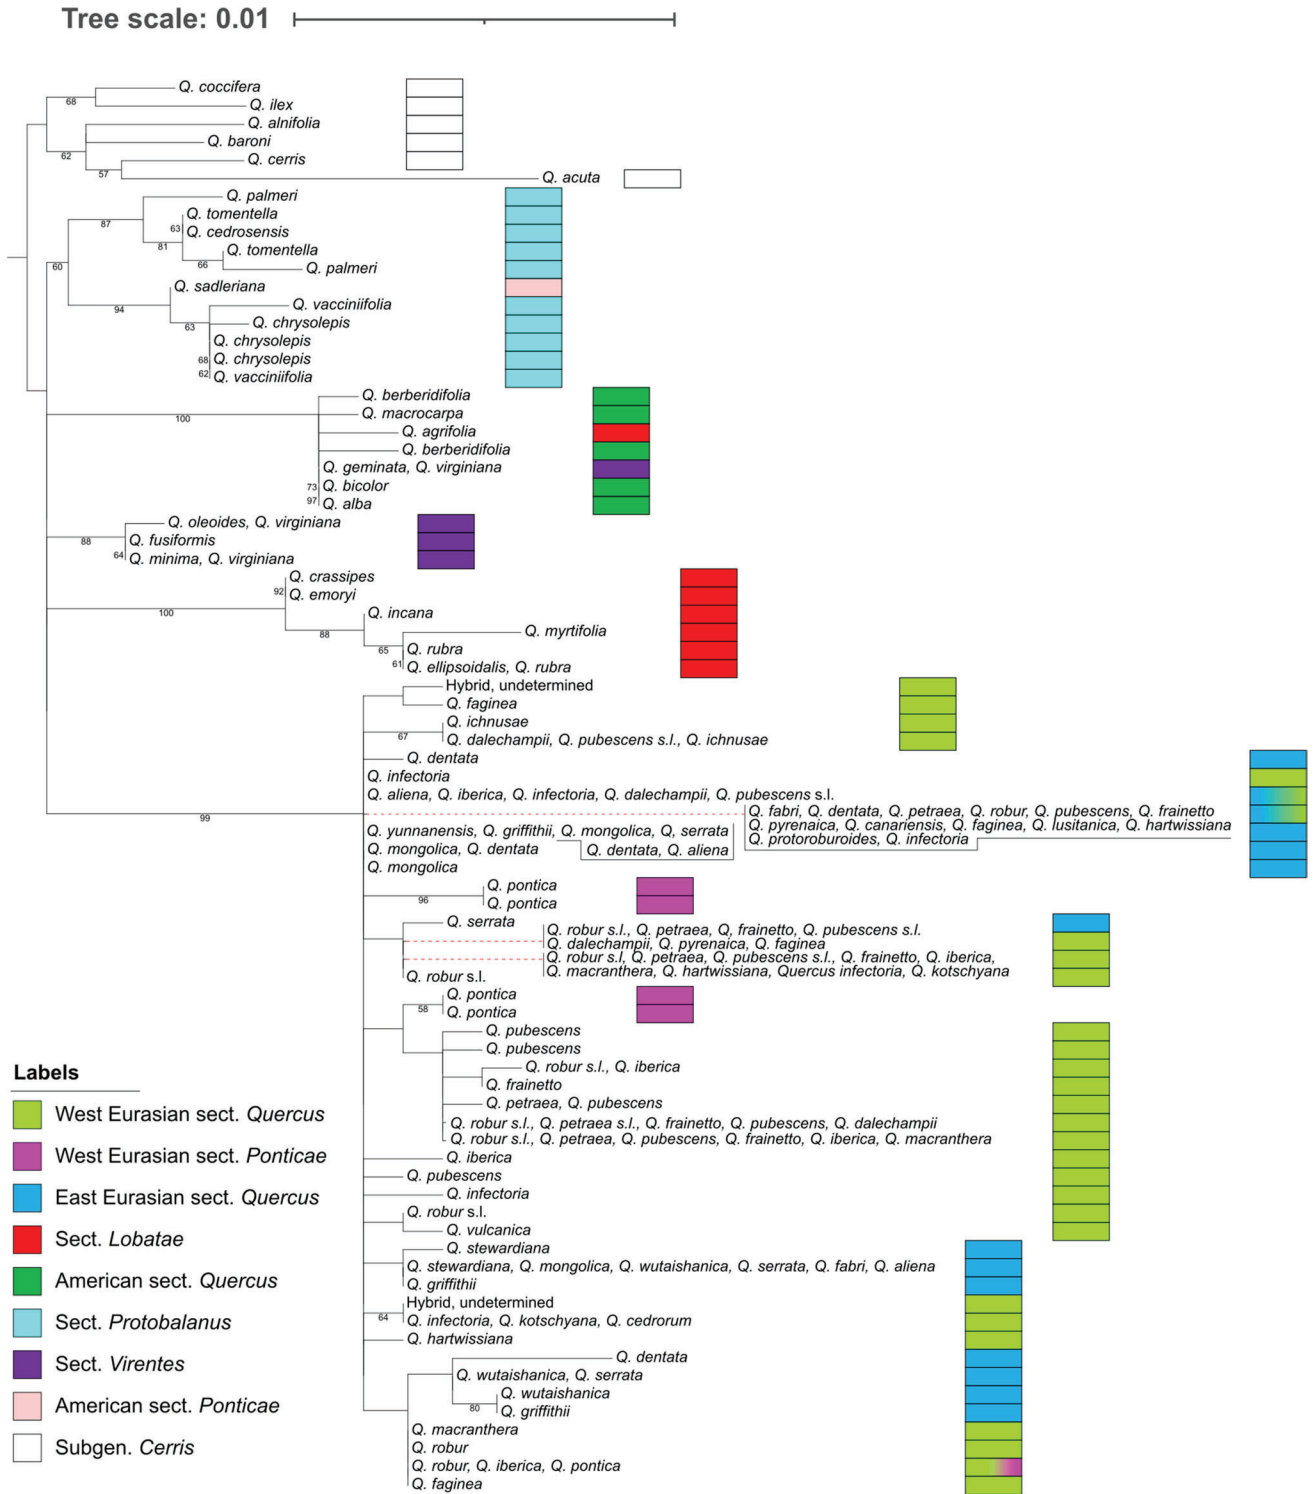 Tree scale: 0.01
Q. coccifera
68
Q. ilex
Q. alnifolia
Q. baroni
62
Q. cerris
57
Q. acuta
Q. palmeri
Q. tomentella
87
63
Q. cedrosensis
81
Q. tomentella
66
Q. palmeri
60
Q. sadleriana
94
Q. vacciniifolia
63
Q. chrysolepis
Q. chrysolepis
68
Q. chrysolepis
62
Q. vacciniifolia
Q. berberidifolia
100
Q. macrocarpa
Q. agrifolia
Q. berberidifolia
Q. geminata, Q. virginiana
73
Q. bicolor
97
Q. alba
Q. oleoides, Q. virginiana
88
Q. fusiformis
64
Q. minima, Q. virginiana
Q. crassipes
92
Q. emoryi
100
Q. incana
88
Q. myrtifolia
65
Q. rubra
61
Q. ellipsoidalis, Q. rubra
Hybrid, undetermined
Q. faginea
Q. ichnusae
67
Q. dalechampii, Q. pubescens s.l., Q. ichnusae
Q. dentata
Q. infectoria
Q. aliena, Q. iberica, Q. infectoria, Q. dalechampii, Q. pubescens s.l.
99
Q. fabri, Q. dentata, Q. petraea, Q. robur, Q. pubescens, Q. frainetto
Q. pyrenaica, Q. canariensis, Q. faginea, Q. lusitanica, Q. hartwissiana
Q. protoroburoides, Q. infectoria
Q. yunnanensis, Q. griffithii, Q. mongolica, Q. serrata
Q. mongolica, Q. dentata
Q. dentata, Q. aliena
Q. mongolica
Q. pontica
96
Q. pontica
Q. serrata
Q. robur s.l., Q. petraea, Q, frainetto, Q. pubescens s.l.
Q. dalechampii, Q. pyrenaica, Q. faginea
Q. robur s.l, Q. petraea, Q. pubescens s.l., Q. frainetto, Q. iberica,
Q. macranthera, Q. hartwissiana, Quercus infectoria, Q. kotschyana
Q. robur s.l.
Q. pontica
58
Q. pontica
Q. pubescens
Q. pubescens
Q. robur s.l., Q. iberica
Q. frainetto
Q. petraea, Q. pubescens
Q. robur s.l., Q. petraea s.l., Q. frainetto, Q. pubescens, Q. dalechampii
Q. robur s.l., Q. petraea, Q. pubescens, Q. frainetto, Q. iberica, Q. macranthera
Q. iberica
Q. pubescens
Q. infectoria
Q. robur s.l.
Q. vulcanica
Q. stewardiana
Q. stewardiana, Q. mongolica, Q. wutaishanica, Q. serrata, Q. fabri, Q. aliena
Q. griffithii
Hybrid, undetermined
64
Q. infectoria, Q. kotschyana, Q. cedrorum
Q. hartwissiana
Q. dentata
Q. wutaishanica, Q. serrata
Q. wutaishanica
80
Q. griffithii
Q. macranthera
Q. robur
Q. robur, Q. iberica, Q. pontica
Q. faginea
Labels
West Eurasian sect. Quercus
West Eurasian sect. Ponticae
East Eurasian sect. Quercus
Sect. Lobatae
American sect. Quercus
Sect. Protobalanus
Sect. Virentes
American sect. Ponticae
Subgen. Cerris